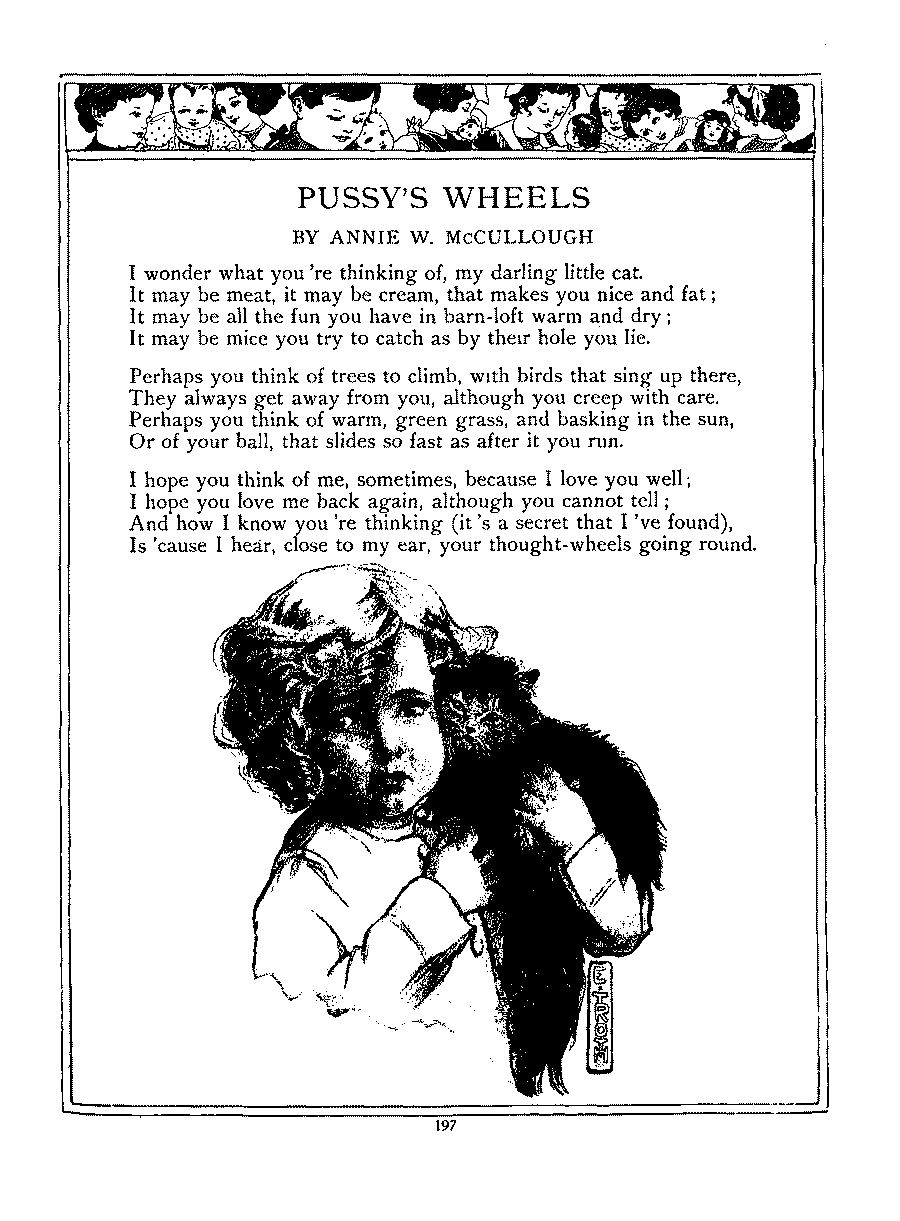 PUSSY'S WHEELS
BY ANNIE W. McCULLOUGH
I wonder what you 're thinking of, my darling little cat.
It may be meat, it may be cream, that makes you nice and fat ;
It may be all the fun you have in barn-loft warm and dry ;
It may be mice you try to catch as by their hole you lie.
Perhaps you think of trees to climb, with birds that sing up there,
They always get away from you, although you creep with care.
Perhaps you think of warm, green grass, and basking in the sun,
Or of your ball, that slides so fast as after it you run.
I hope you think of me, sometimes, because I love you well ;
I hope you love me back again, although you cannot tell ;
And how I know you 're thinking (it 's a secret that I 've found),
Is 'cause I hear, close to my ear, your thought-wheels going round.
197